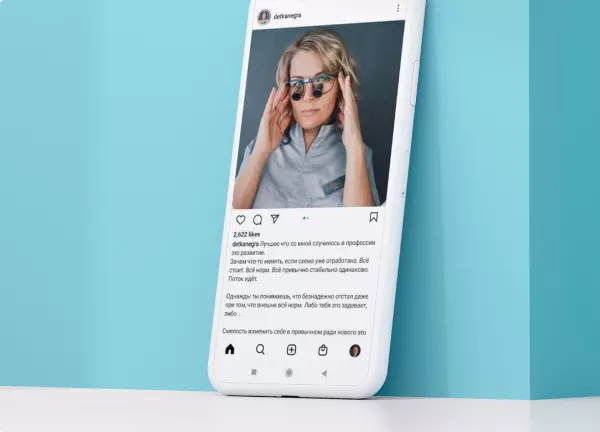 detkanegra
2,622 likes
detkanegra Лучшее что со мной случилось в профессии
это развитие.
Зачем что-то менять, если схема уже отработана. Всё
стоит. Всё норм. Всё привычно стабильно одинаково.
Поток идёт.
Однажды ты понимаешь, что безнадежно отстал даже
при том, что внешне всё норм. Либо тебя это задевает,
либо ...
Смелость изменить себе в привычном ради нового это